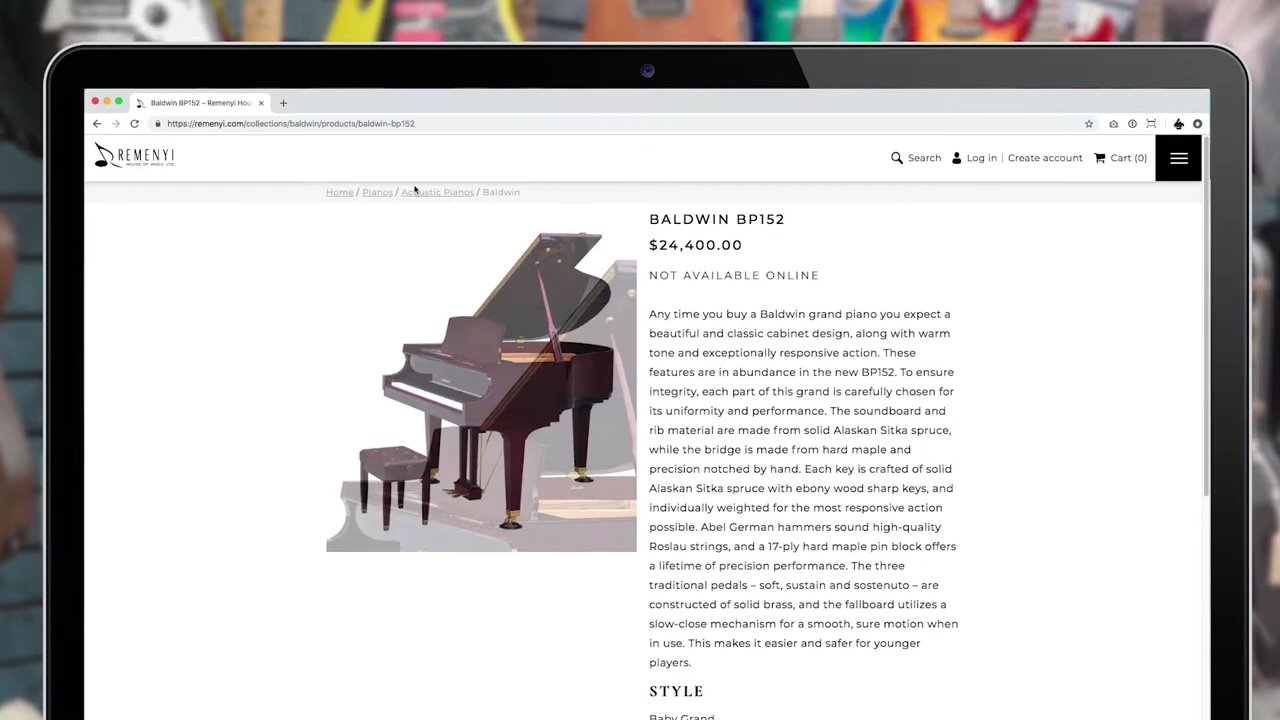 Baldwin BP152 – Remenyi Hou
https://remenyi.com/collections/baldwin/products/baldwin-bp152
REMENYI
HOUSE OF MUSIC LTD.
Search
Log in | Create account
Cart (0)
Home / Pianos / Acoustic Pianos / Baldwin
BALDWIN BP152
$24,400.00
NOT AVAILABLE ONLINE
Any time you buy a Baldwin grand piano you expect a
beautiful and classic cabinet design, along with warm
tone and exceptionally responsive action. These
features are in abundance in the new BP152. To ensure
integrity, each part of this grand is carefully chosen for
its uniformity and performance. The soundboard and
rib material are made from solid Alaskan Sitka spruce,
while the bridge is made from hard maple and
precision notched by hand. Each key is crafted of solid
Alaskan Sitka spruce with ebony wood sharp keys, and
individually weighted for the most responsive action
possible. Abel German hammers sound high-quality
Roslau strings, and a 17-ply hard maple pin block offers
a lifetime of precision performance. The three
traditional pedals – soft, sustain and sostenuto – are
constructed of solid brass, and the fallboard utilizes a
slow-close mechanism for a smooth, sure motion when
in use. This makes it easier and safer for younger
players.
STYLE
Baby Grand